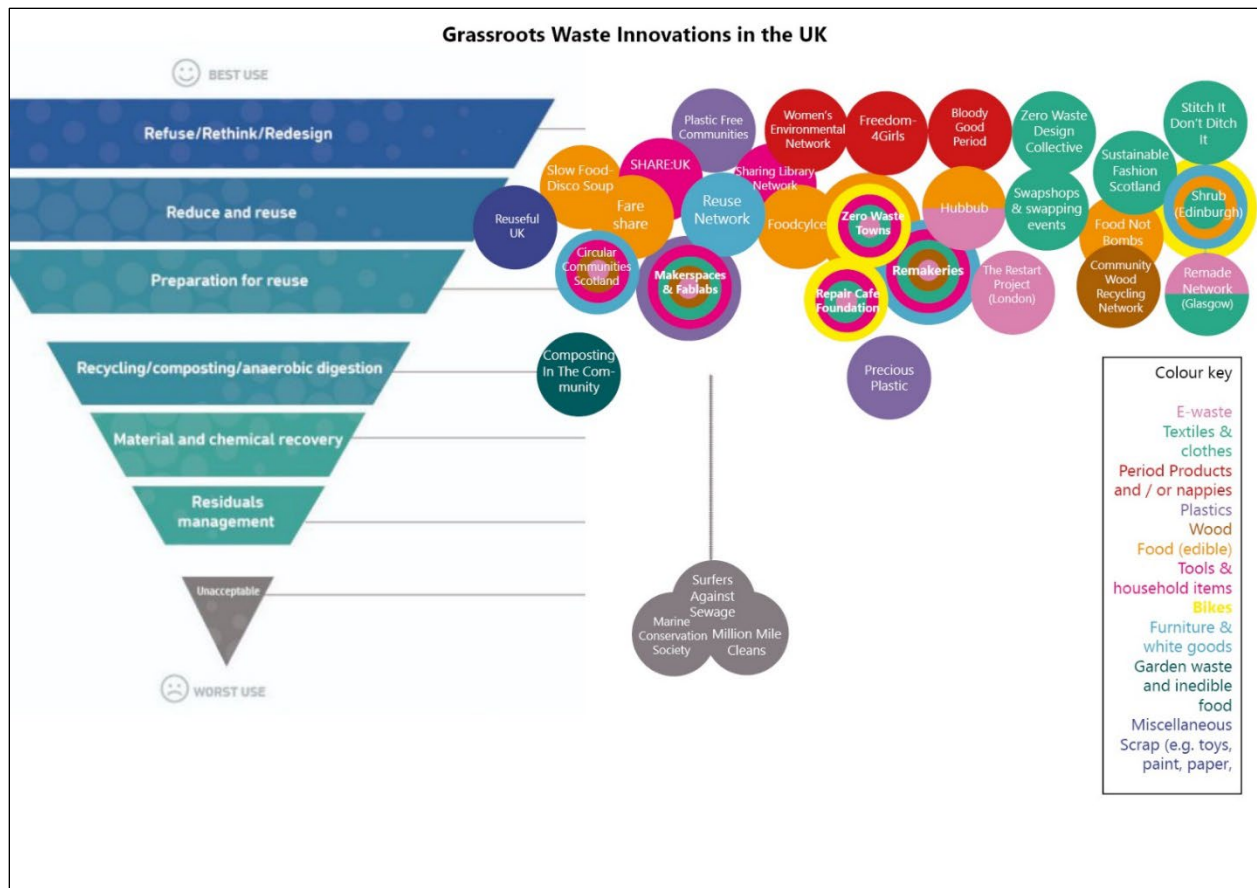 Grassroots Waste Innovations in the UK
BEST USE
Refuse/Rethink/Redesign
Reduce and reuse
Preparation for reuse
Recycling/composting/anaerobic digestion
Material and chemical recovery
Residuals
management
Unacceptable
WORST USE
Plastic Free
Communities
Women's
Environmental
Network
Freedom-
4Girls
Bloody
Good
Period
Zero Waste
Design
Collective
Stitch It
Don't Ditch
It
Slow Food-
Disco Soup
SHARE:UK
Sharing Library
Network
Sustainable
Fashion
Scotland
Reuseful
UK
Fare
share
Reuse
Network
Foodcylce
Zero Waste
Towns
Hubbub
Swapshops
& swapping
events
Food Not
Bombs
Shrub
(Edinburgh)
Circular
Communities
Scotland
Makerspaces
& Fablabs
Repair Cafe
Foundation
Remakeries
The Restart
Project
(London)
Community
Wood
Recycling
Network
Remade
Network
(Glasgow)
Composting
In The Com-
munity
Precious
Plastic
Surfers
Against
Sewage
Marine
Conservation
Society
Million Mile
Cleans
Colour key
E-waste
Textiles &
clothes
Period Products
and / or nappies
Plastics
Wood
Food (edible)
Tools &
household items
Bikes
Furniture &
white goods
Garden waste
and inedible
food
Miscellaneous
Scrap (e.g. toys,
paint, paper,